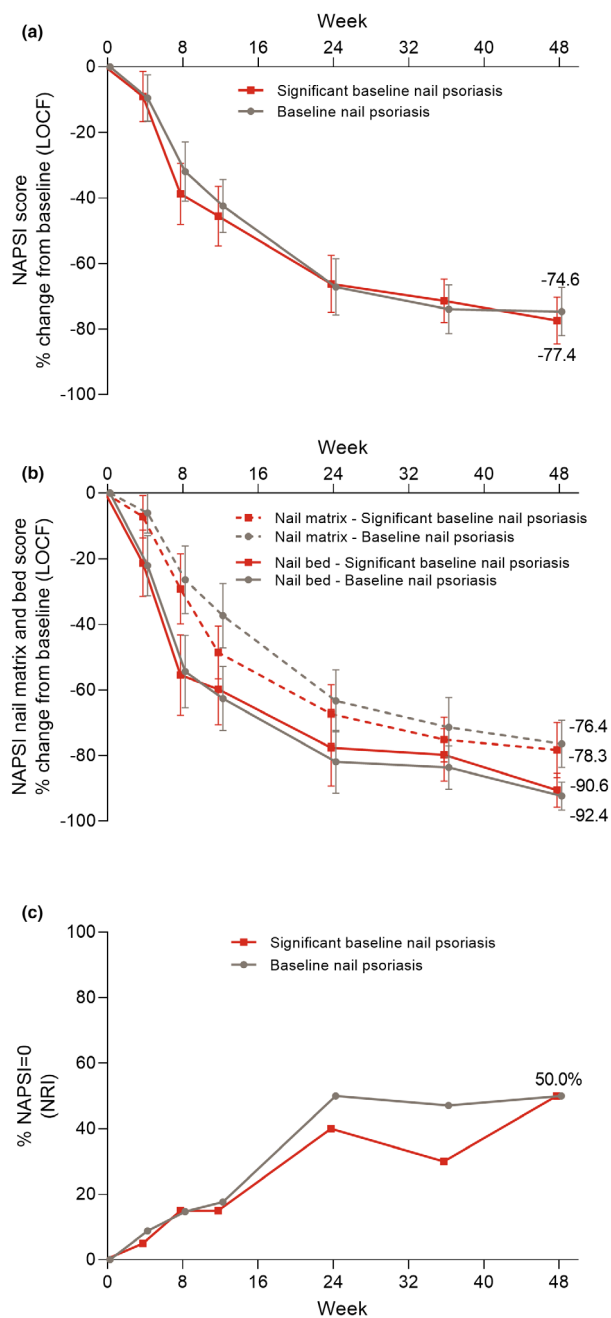 (a)
Week
0 8 16 24 32 40 48
0
-20
-40
-60
-80
-100
NAPSI score
% change from baseline (LOCF)
Significant baseline nail psoriasis
Baseline nail psoriasis
-74.6
-77.4
(b)
Week
0 8 16 24 32 40 48
0
-20
-40
-60
-80
-100
NAPSI nail matrix and bed score
% change from baseline (LOCF)
Nail matrix - Significant baseline nail psoriasis
Nail matrix - Baseline nail psoriasis
Nail bed - Significant baseline nail psoriasis
Nail bed - Baseline nail psoriasis
-76.4
-78.3
-90.6
-92.4
(c)
100
80
60
40
20
0
% NAPSI=0
(NRI)
Significant baseline nail psoriasis
Baseline nail psoriasis
50.0%
0 8 16 24 32 40 48
Week